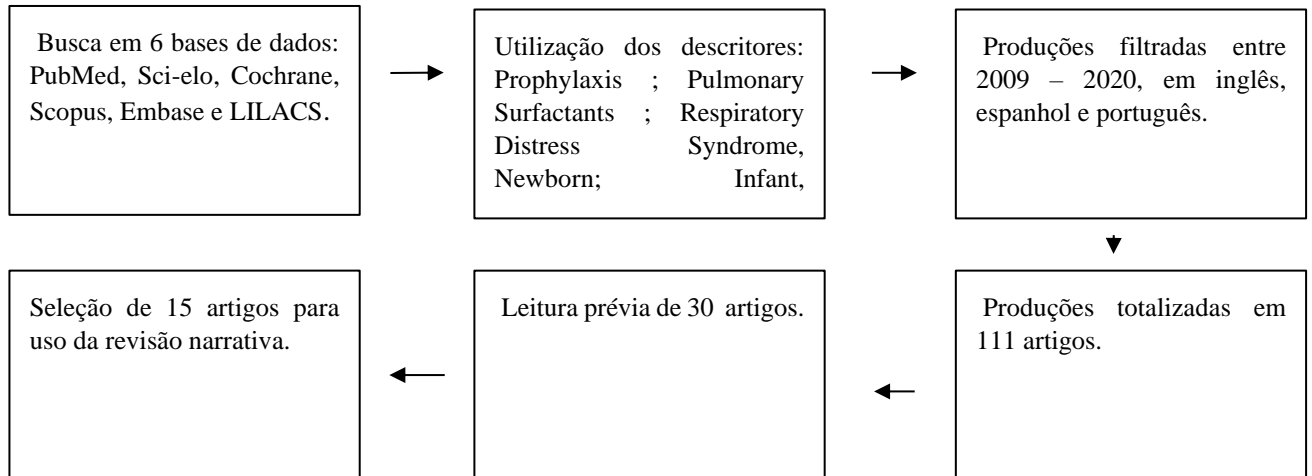 Busca em 6 bases de dados:
PubMed, Sci-elo, Cochrane,
Scopus, Embase e LILACS.
Utilização dos descritores:
Prophylaxis ; Pulmonary
Surfactants ; Respiratory
Distress Syndrome,
Newborn; Infant,
Produções filtradas entre
2009 – 2020, em inglês,
espanhol e português.
Produções totalizadas em
111 artigos.
Leitura prévia de 30 artigos.
Seleção de 15 artigos para
uso da revisão narrativa.